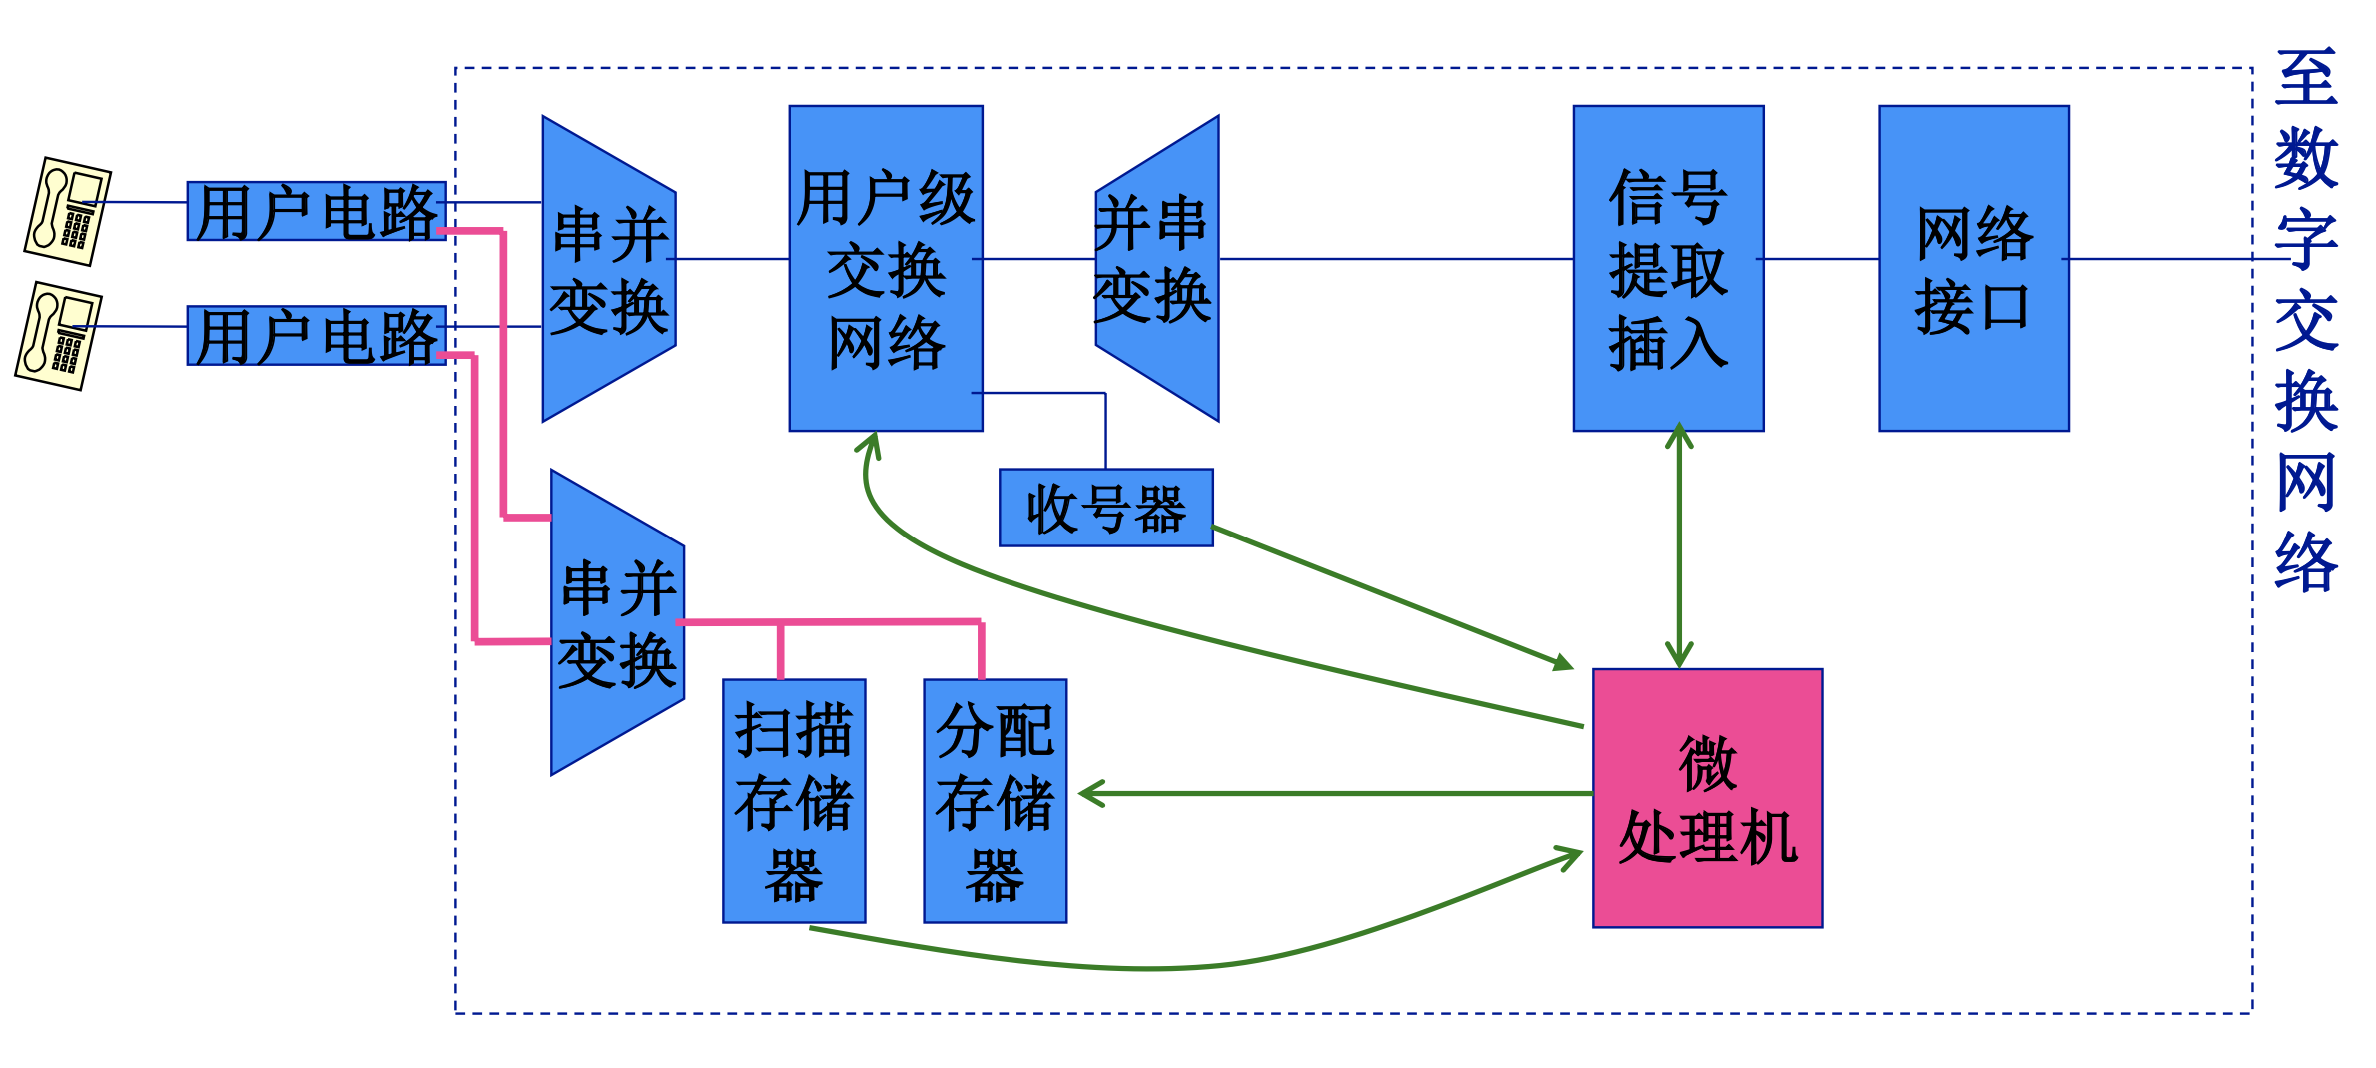 用户电路
用户电路
串并
变换
用户级
交换
网络
并串
变换
信号
提取
插入
网络
接口
至数字交换网络
收号器
串并
变换
扫描
存储
器
分配
存储
器
微
处理机